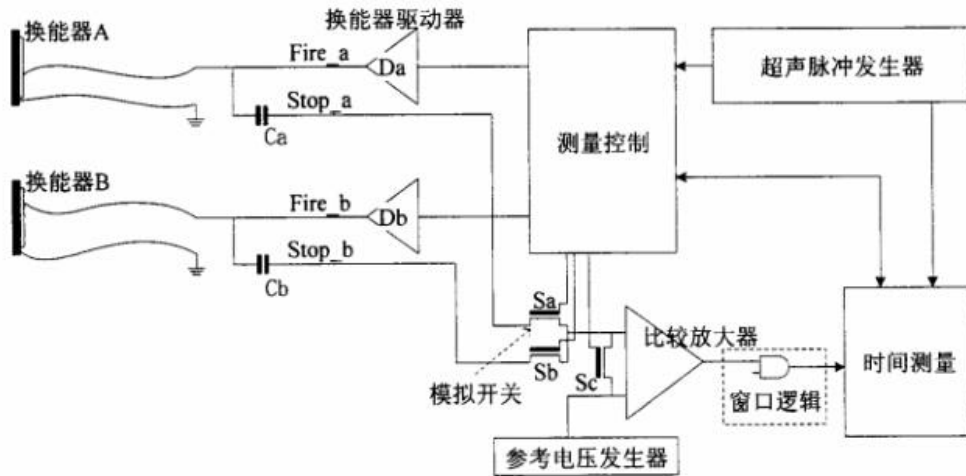 换能器A
换能器驱动器
Fire_a
Da
Stop_a
Ca
超声脉冲发生器
测量控制
换能器B
Fire_b
Db
Stop_b
Cb
Sa
Sb
Sc
模拟开关
比较放大器
窗口逻辑
时间测量
参考电压发生器